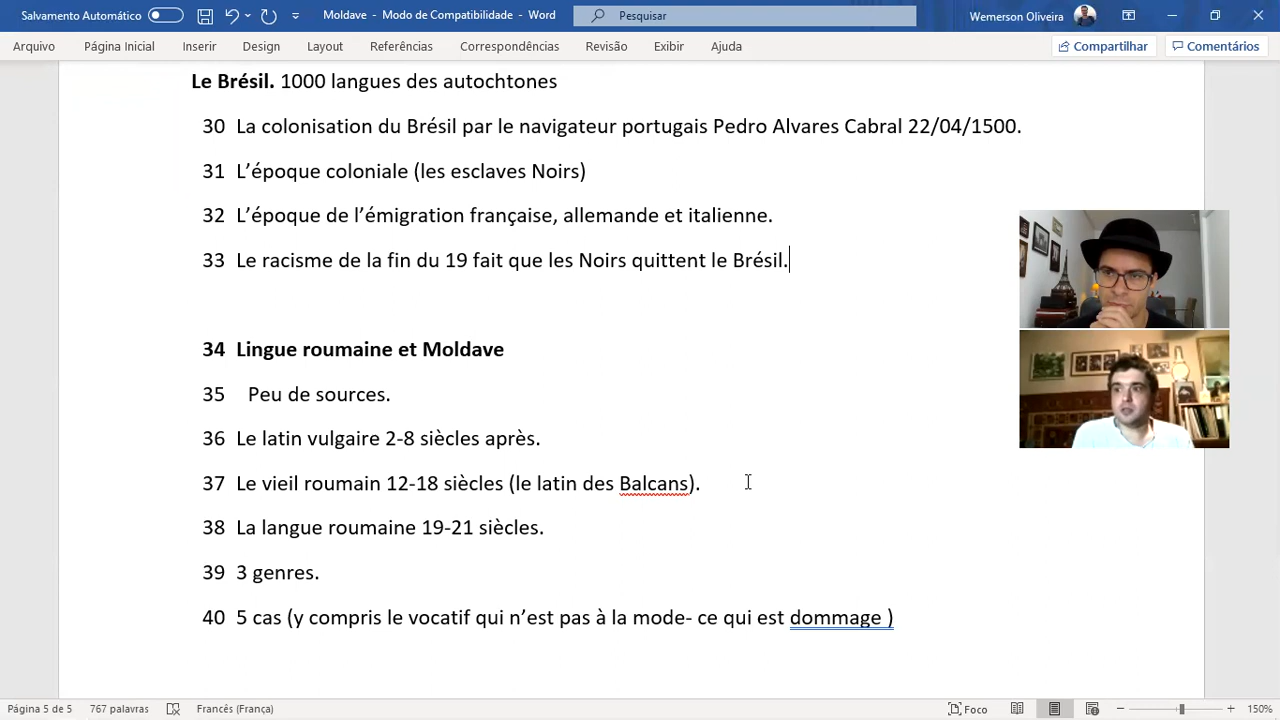 Salvamento Automático
Roumaive et Moldave - Modo de Compatibilidade - Word
Pesquisar
Wemerson Oliveira
Arquivo Página Inicial Inserir Design Layout Referências Correspondências Revisão Exibir Ajuda Compartilhar Comentários
Le Brésil. 1000 langues des autochtones
30 La colonisation du Brésil par le navigateur portugais Pedro Alvares Cabral 22/04/1500.
31 L’époque coloniale (les esclaves Noirs)
32 L’époque de l’émigration française, allemande et italienne.
33 Le racisme de la fin du 19 fait que les Noirs quittent le Brésil.
34 Lingue roumaine et Moldave
35 Peu de sources.
36 Le latin vulgaire 2-8 siècles après.
37 Le vieil roumain 12-18 siècles (le latin des Balcans).
38 La langue roumaine 19-21 siècles.
39 3 genres.
40 5 cas (y compris le vocatif qui n’est pas à la mode- ce qui est dommage )
Página 5 de 5 767 palavras Francês (França) Foco 150%